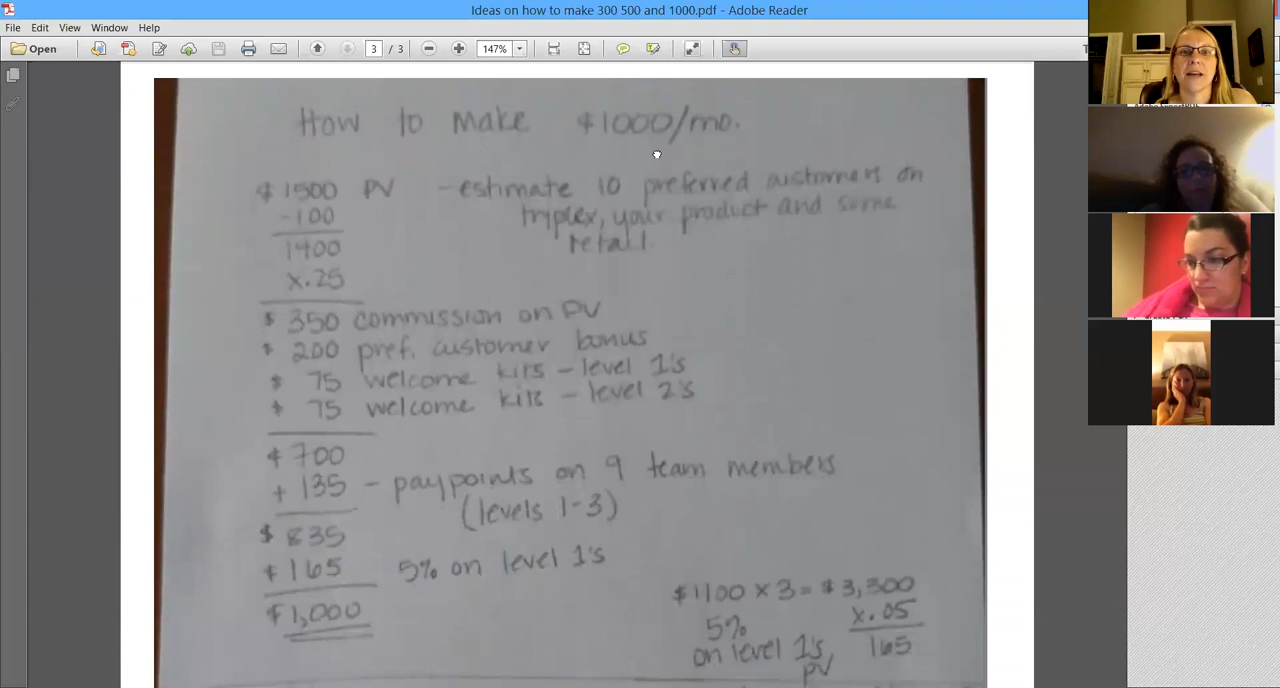 Ideas on how to make 300 500 and 1000.pdf - Adobe Reader
File Edit View Window Help
Open 3 / 3 147%
How to make $1000/mo.
$1500 PV - estimate 10 preferred customers on
-100 triplex, your product and some
1400 retail.
x.25
$ 350 commission on PV
$ 200 pref. customer bonus
$ 75 welcome kits - level 1's
$ 75 welcome kits - level 2's
$700
+ 135 - paypoints on 9 team members
(levels 1-3)
$ 835
$ 165 5% on level 1's
$1,000
$1100 x 3 = $3,300
5% x.05
on level 1's 165
PV